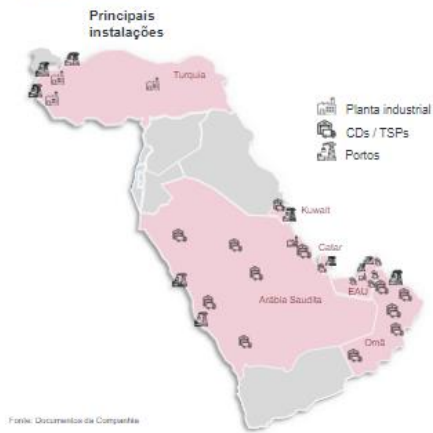 Principais
instalações
Turquia
Planta industrial
CDs / TSPs
Portos
Kuwait
Catar
EAU
Arábia Saudita
Omã
Fonte: Documentos da Companhia